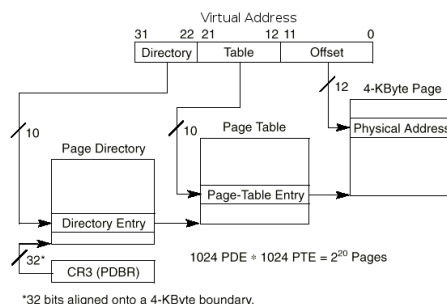 Virtual Address
31 22 21 12 11 0
Directory Table Offset
12 4-KByte Page
10 10 Physical Address
Page Directory Page Table
Page-Table Entry
Directory Entry
32* 1024 PDE * 1024 PTE = 2^20 Pages
CR3 (PDBR)
*32 bits aligned onto a 4-KByte boundary.